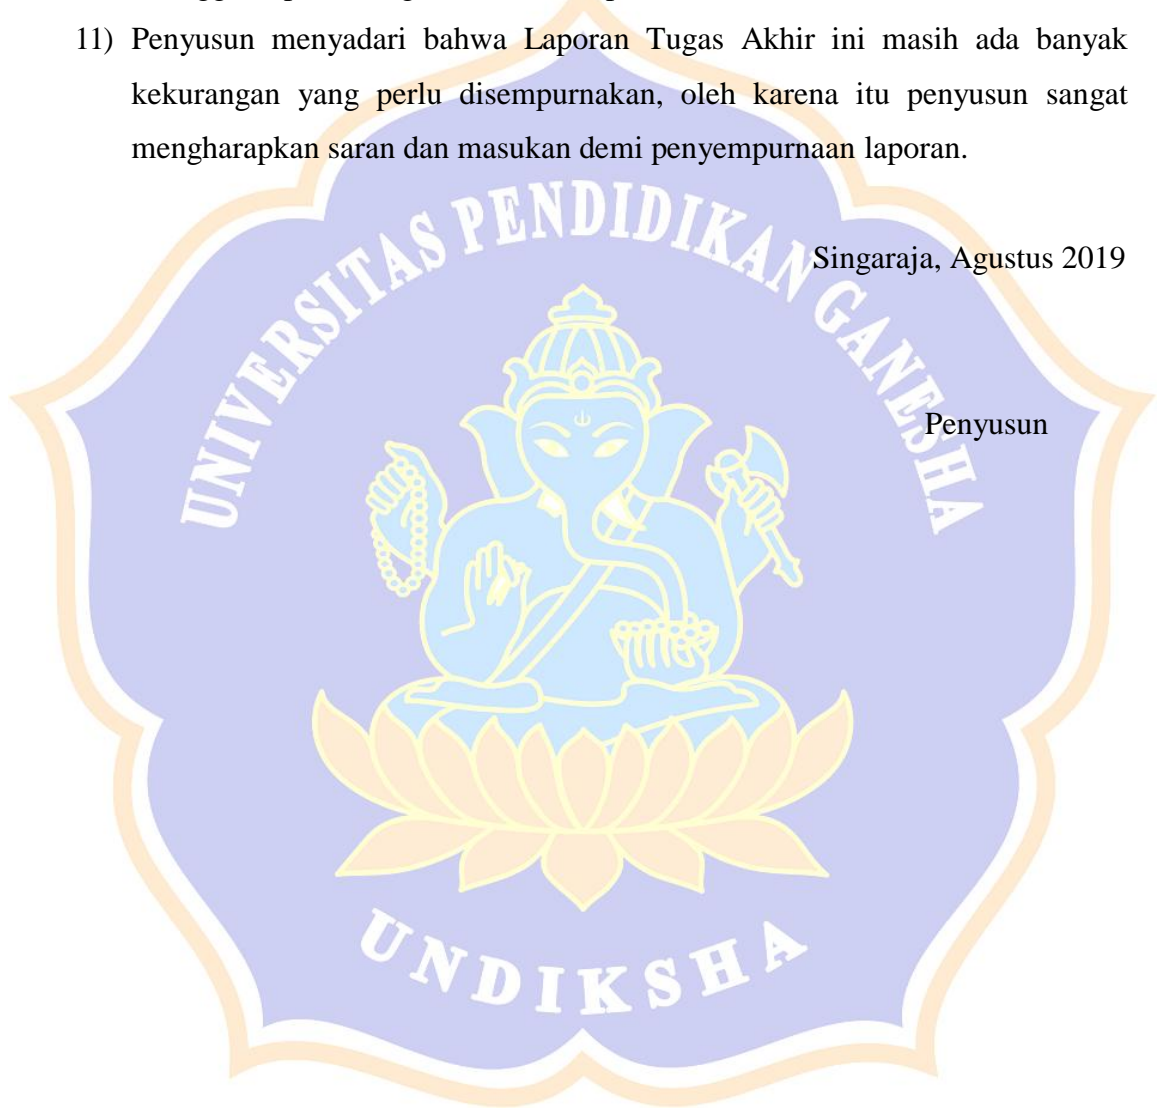 11) Penyusun menyadari bahwa Laporan Tugas Akhir ini masih ada banyak
kekurangan yang perlu disempurnakan, oleh karena itu penyusun sangat
mengharapkan saran dan masukan demi penyempurnaan laporan.
UNIVERSITAS PENDIDIKAN GANESHA
Singaraja, Agustus 2019
Penyusun
UNDIKSHA